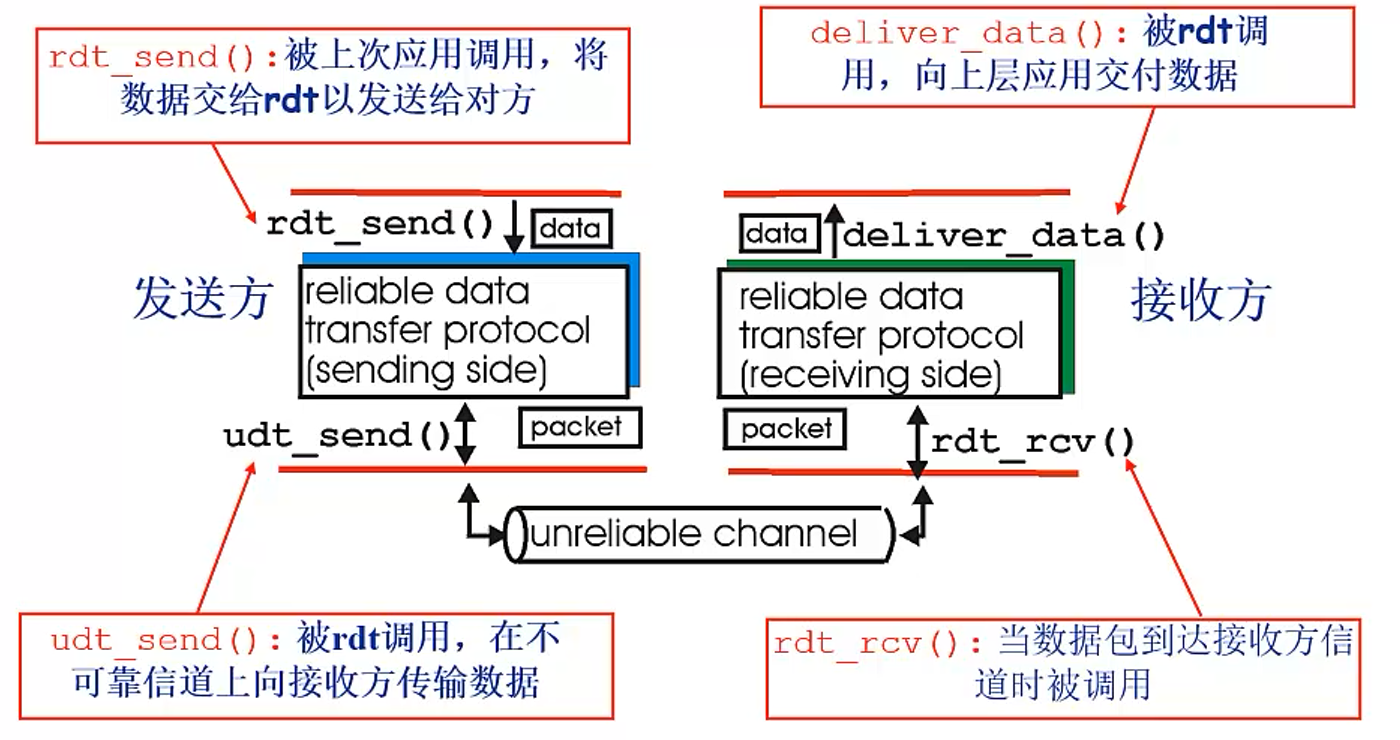 rdt_send():被上次应用调用，将
数据交给rdt以发送给对方
deliver_data(): 被rdt调
用，向上层应用交付数据
rdt_send()
data
data
deliver_data()
发送方
reliable data
transfer protocol
(sending side)
reliable data
transfer protocol
(receiving side)
接收方
udt_send()
packet
packet
rdt_rcv()
unreliable channel
udt_send(): 被rdt调用，在不
可靠信道上向接收方传输数据
rdt_rcv(): 当数据包到达接收方信
道时被调用